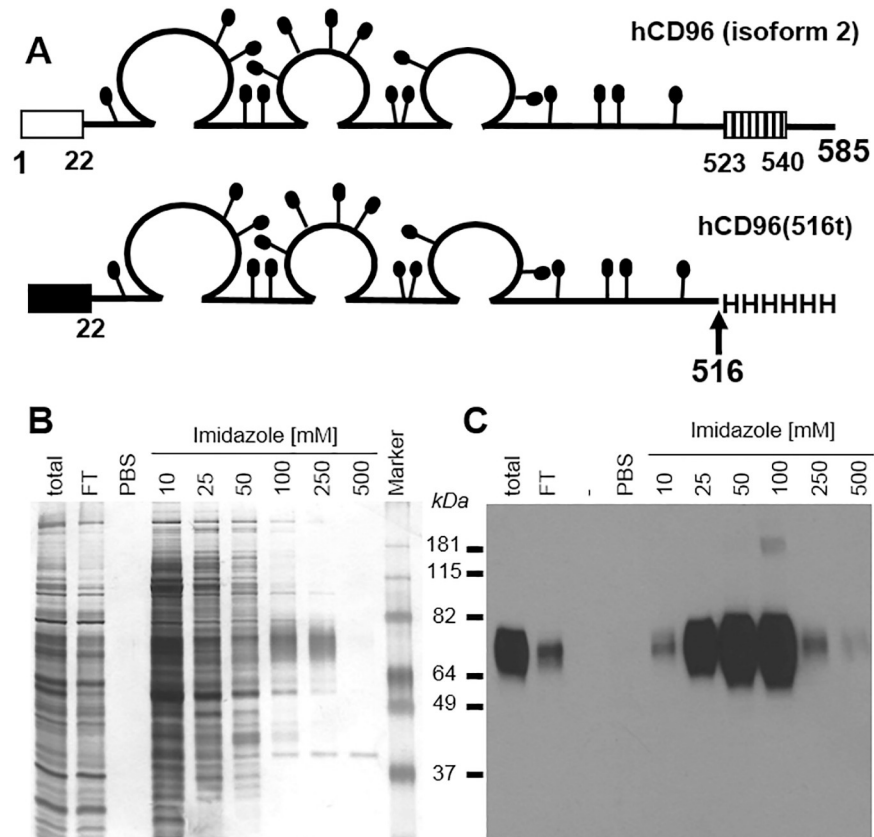 A
hCD96 (isoform 2)
1
22
523
540
585
hCD96(516t)
22
HHHHHH
516
B
Imidazole [mM]
total
FT
PBS
10
25
50
100
250
500
Marker
kDa
181
115
82
64
49
37
C
Imidazole [mM]
total
FT
-
PBS
10
25
50
100
250
500